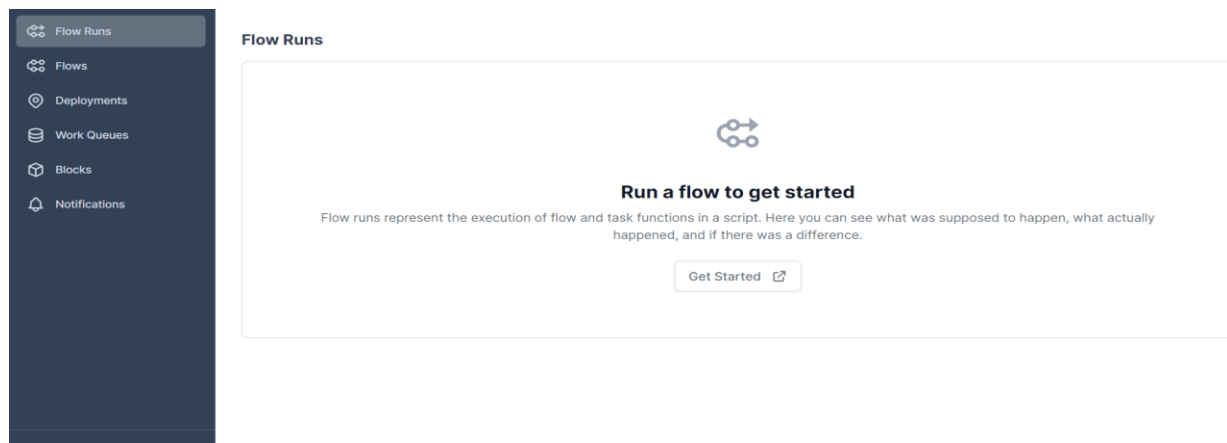 Flow Runs
Flows
Deployments
Work Queues
Blocks
Notifications
Flow Runs
Run a flow to get started
Flow runs represent the execution of flow and task functions in a script. Here you can see what was supposed to happen, what actually
happened, and if there was a difference.
Get Started